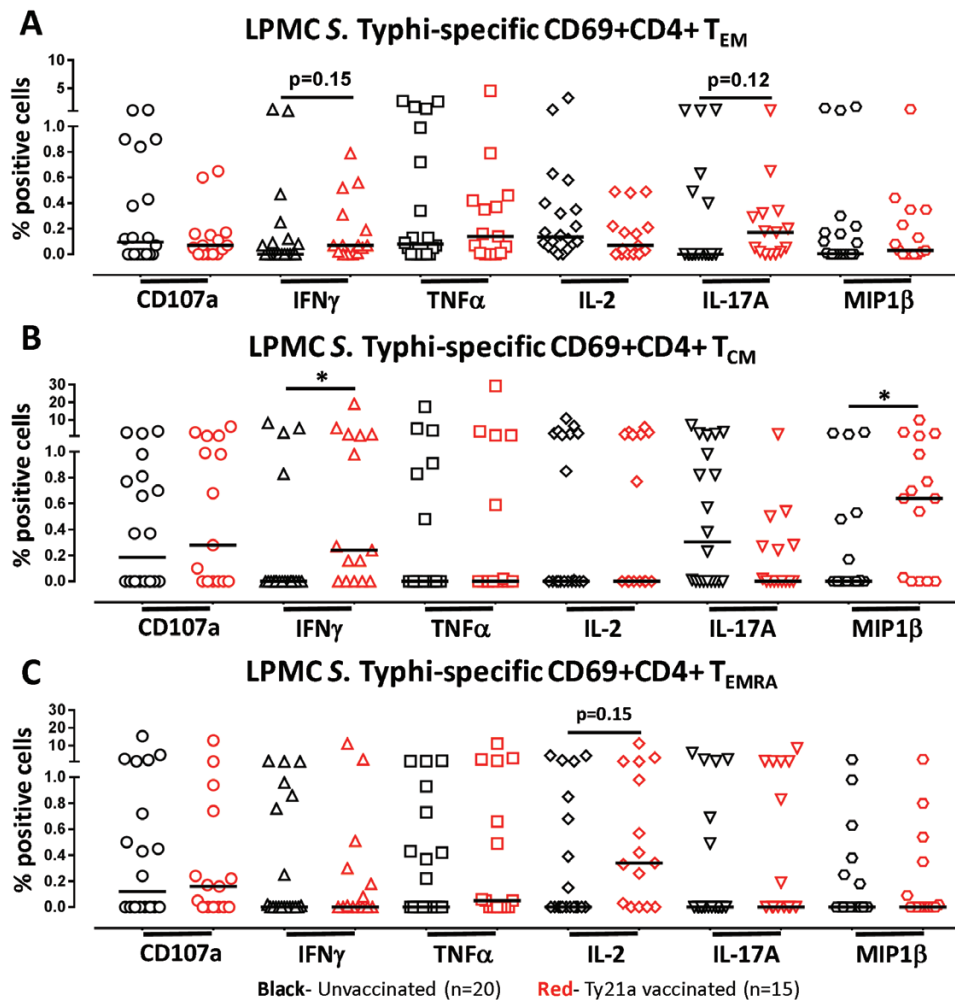 A
LPMC S. Typhi-specific CD69+CD4+ TEM
% positive cells
10
5
1.0
0.8
0.6
0.4
0.2
0.0
p=0.15
p=0.12
CD107a IFNγ TNFα IL-2 IL-17A MIP1β
B
LPMC S. Typhi-specific CD69+CD4+ TCM
% positive cells
30
20
10
1.0
0.8
0.6
0.4
0.2
0.0
* *
CD107a IFNγ TNFα IL-2 IL-17A MIP1β
C
LPMC S. Typhi-specific CD69+CD4+ TEMRA
% positive cells
30
20
10
1.0
0.8
0.6
0.4
0.2
0.0
p=0.15
CD107a IFNγ TNFα IL-2 IL-17A MIP1β
Black- Unvaccinated (n=20) Red- Ty21a vaccinated (n=15)